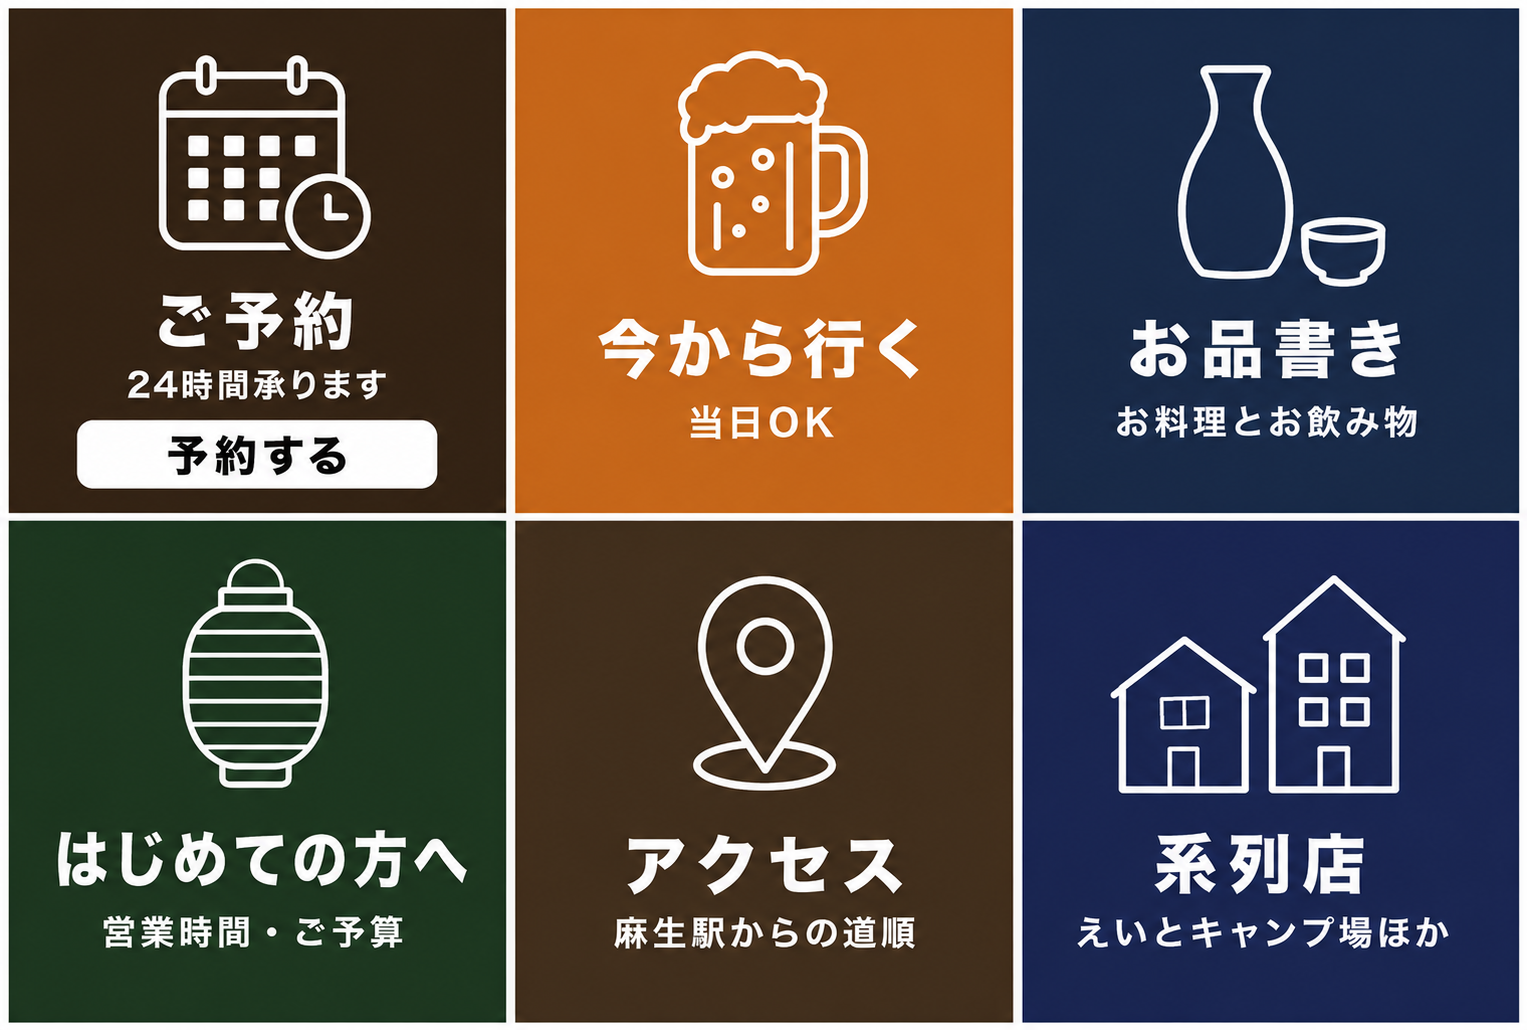 ご予約
24時間承ります
予約する
今から行く
当日OK
お品書き
お料理とお飲み物
はじめての方へ
営業時間・ご予算
アクセス
麻生駅からの道順
系列店
えいとキャンプ場ほか